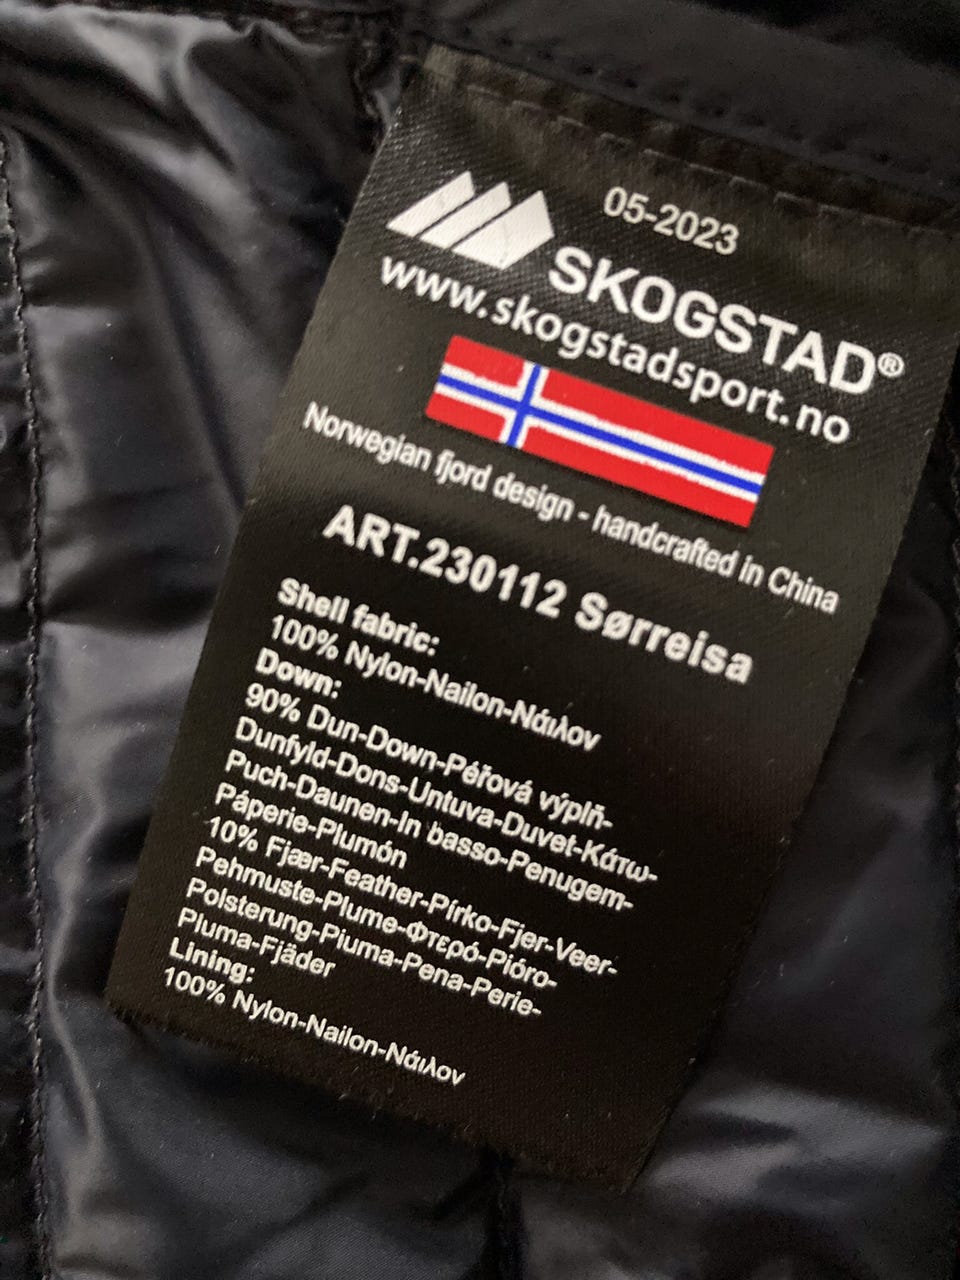 05-2023
SKOGSTAD®
www.skogstadsport.no
Norwegian fjord design - handcrafted in China
ART.230112 Sørreisa
Shell fabric:
100% Nylon-Nailon-Νάιλον
Down:
90% Dun-Down-Péřová výplň-
Dunfyld-Dons-Untuva-Duvet-Κάτω-
Puch-Daunen-In basso-Penugem-
Páperie-Plumón
10% Fjær-Feather-Pírko-Fjer-Veer-
Pehmuste-Plume-Φτερό-Pióro-
Polsterung-Piuma-Pena-Perie-
Pluma-Fjäder
Lining:
100% Nylon-Nailon-Νάιλον